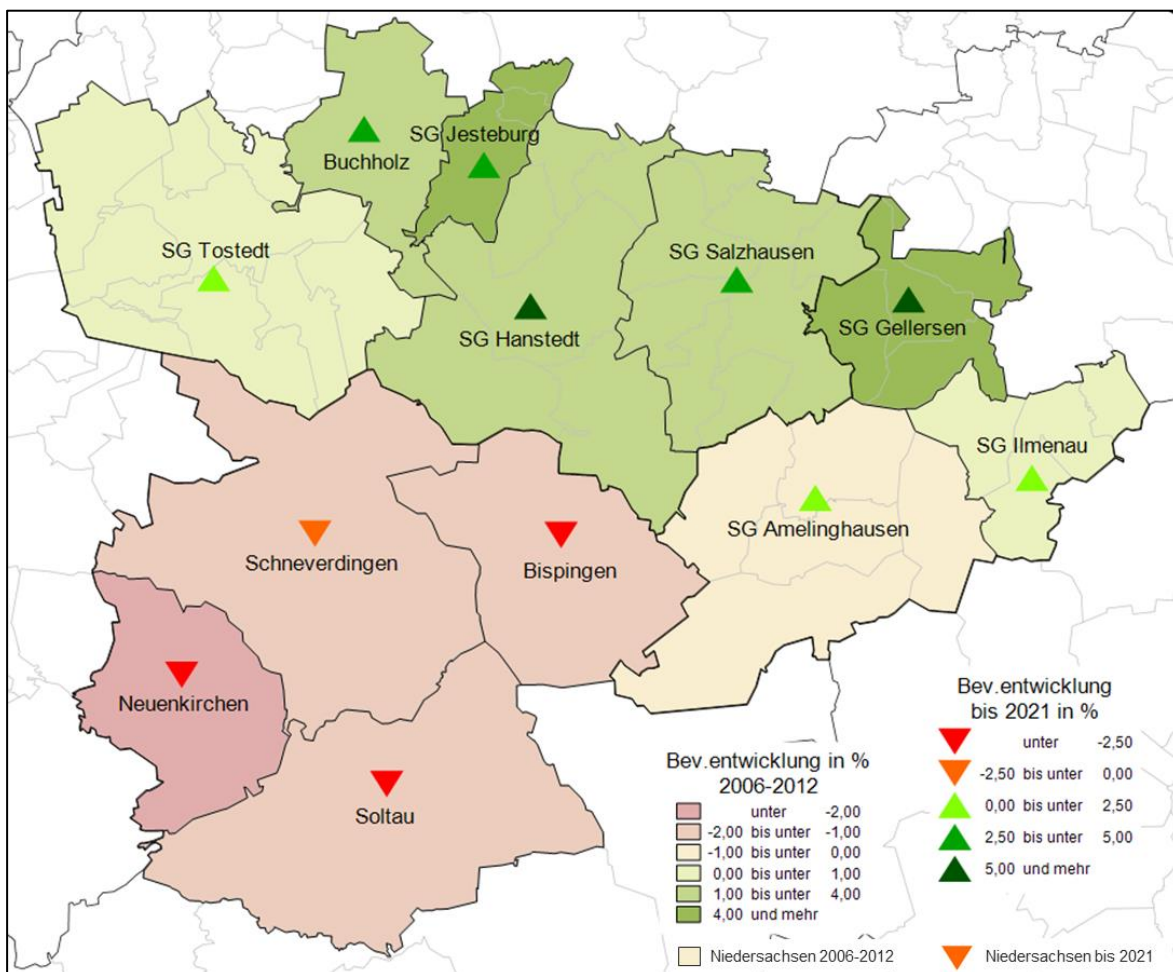 SG Jesteburg
Buchholz
SG Tostedt
SG Salzhausen
SG Hanstedt
SG Gellersen
SG Ilmenau
SG Amelinghausen
Schneverdingen
Bispingen
Neuenkirchen
Soltau
Bev.entwicklung in %
2006-2012
unter -2,00
-2,00 bis unter -1,00
-1,00 bis unter 0,00
0,00 bis unter 1,00
1,00 bis unter 4,00
4,00 und mehr
Niedersachsen 2006-2012
Bev.entwicklung
bis 2021 in %
unter -2,50
-2,50 bis unter 0,00
0,00 bis unter 2,50
2,50 bis unter 5,00
5,00 und mehr
Niedersachsen bis 2021